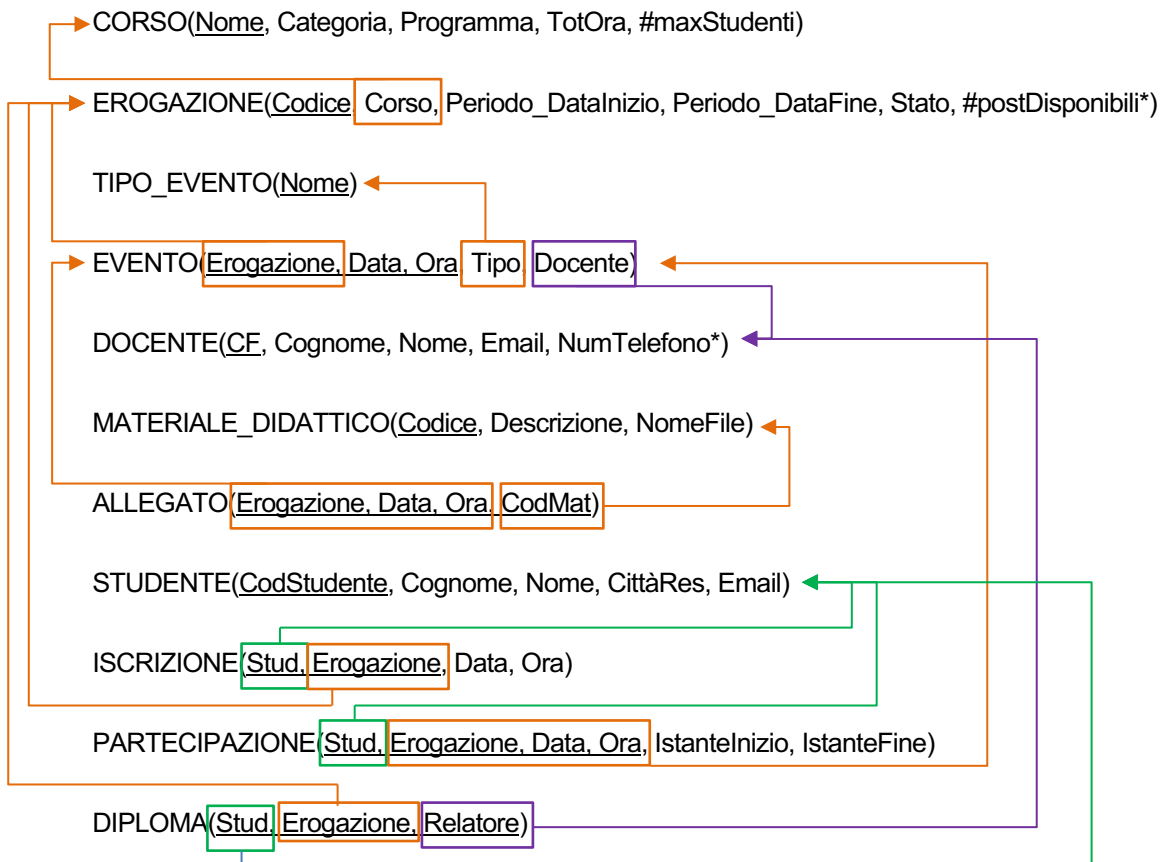 CORSO(Nome, Categoria, Programma, TotOra, #maxStudenti)
EROGAZIONE(Codice, Corso, Periodo_DataInizio, Periodo_DataFine, Stato, #postDisponibili*)
TIPO_EVENTO(Nome)
EVENTO(Erogazione, Data, Ora, Tipo, Docente)
DOCENTE(CF, Cognome, Nome, Email, NumTelefono*)
MATERIALE_DIDATTICO(Codice, Descrizione, NomeFile)
ALLEGATO(Erogazione, Data, Ora, CodMat)
STUDENTE(CodStudente, Cognome, Nome, CittàRes, Email)
ISCRIZIONE(Stud, Erogazione, Data, Ora)
PARTECIPAZIONE(Stud, Erogazione, Data, Ora, IstanteInizio, IstanteFine)
DIPLOMA(Stud, Erogazione, Relatore)